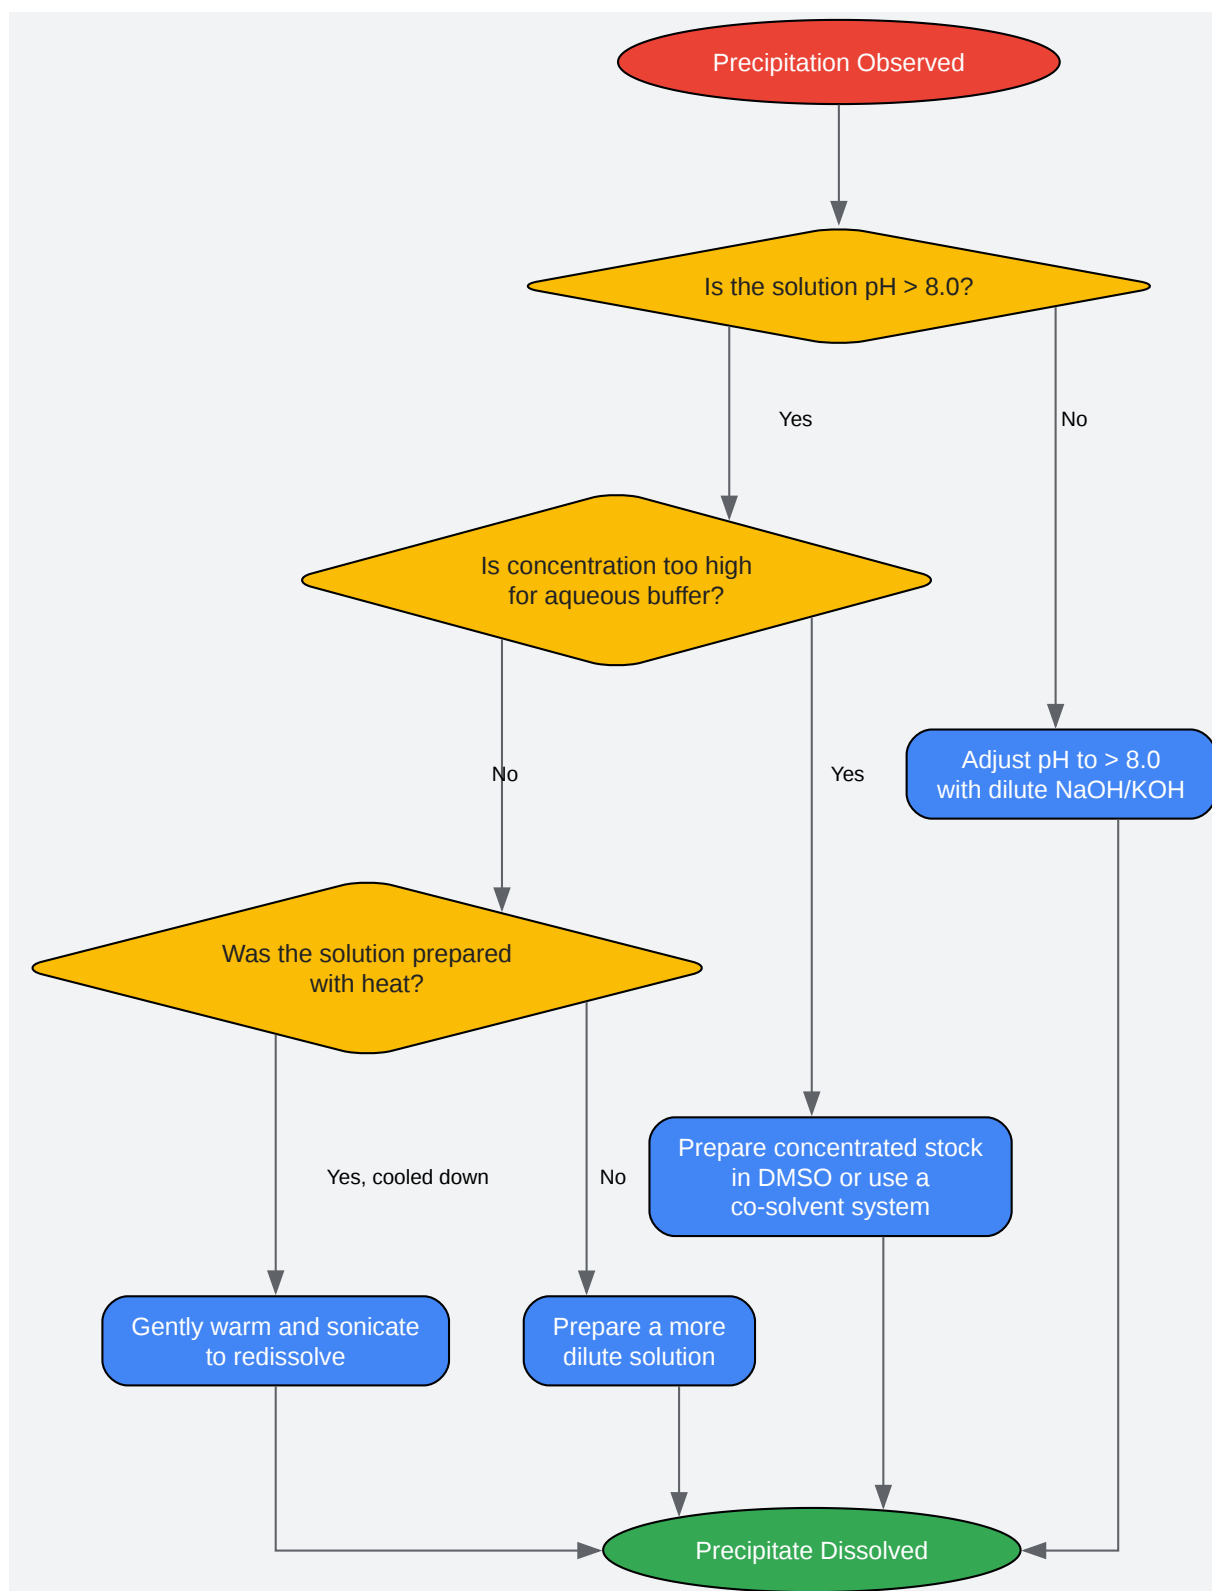 Precipitation Observed
Is the solution pH > 8.0?
Yes
No
Is concentration too high
for aqueous buffer?
No
Yes
Adjust pH to > 8.0
with dilute NaOH/KOH
Was the solution prepared
with heat?
Yes, cooled down
No
Prepare concentrated stock
in DMSO or use a
co-solvent system
Gently warm and sonicate
to redissolve
Prepare a more
dilute solution
Precipitate Dissolved